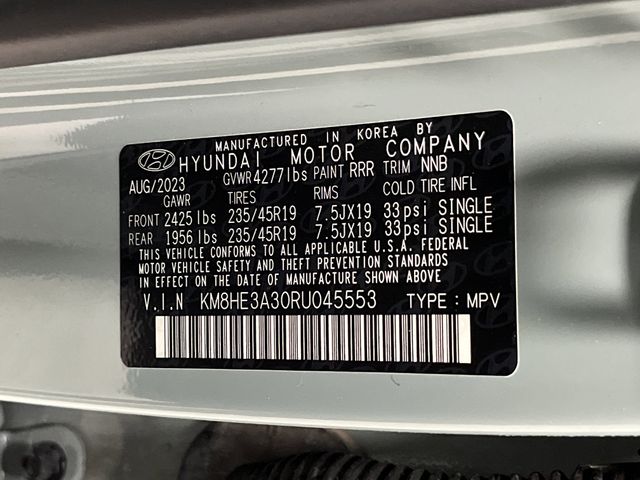 MANUFACTURED IN KOREA BY
HYUNDAI MOTOR COMPANY
AUG/2023 GVWR 4277lbs PAINT RRR TRIM NNB
GAWR TIRES RIMS COLD TIRE INFL
FRONT 2425 lbs 235/45R19 7.5JX19 33psi SINGLE
REAR 1956 lbs 235/45R19 7.5JX19 33psi SINGLE
THIS VEHICLE CONFORMS TO ALL APPLICABLE U.S.A. FEDERAL
MOTOR VEHICLE SAFETY AND THEFT PREVENTION STANDARDS
IN EFFECT ON THE DATE OF MANUFACTURE SHOWN ABOVE
V.I.N KM8HE3A30RU045553 TYPE : MPV